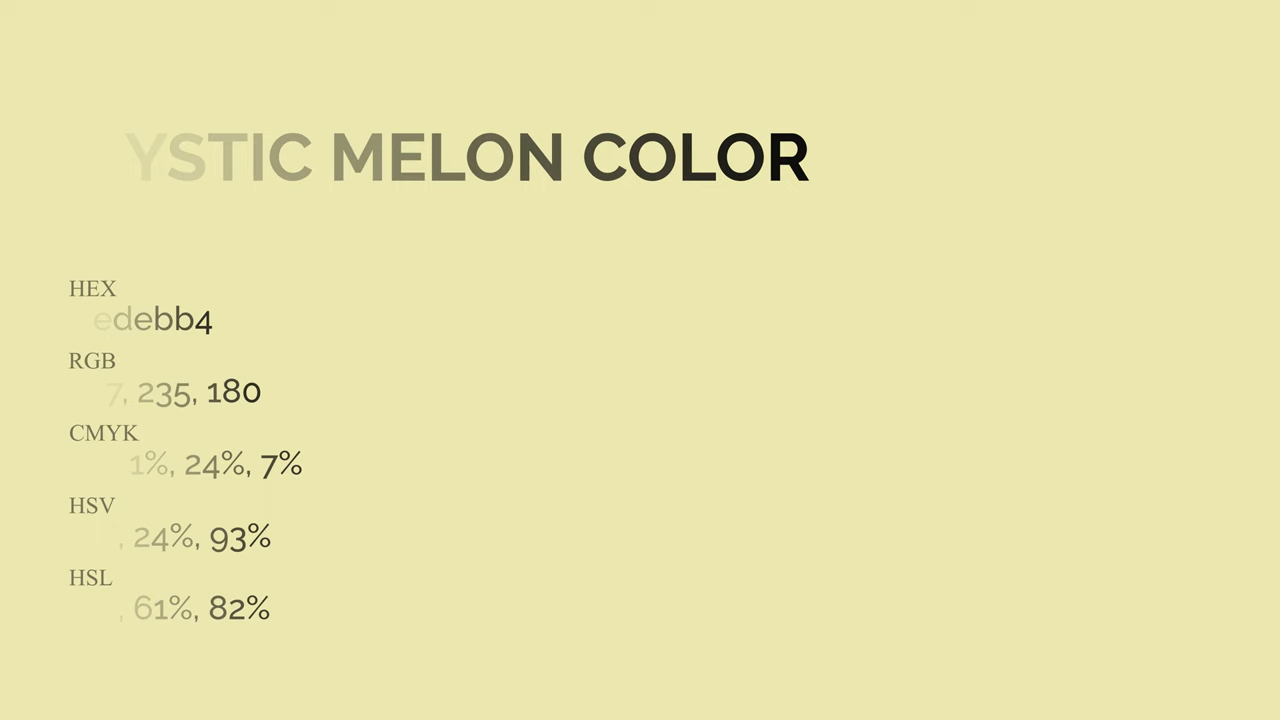 YSTIC MELON COLOR
HEX
edebb4
RGB
7, 235, 180
CMYK
1%, 24%, 7%
HSV
, 24%, 93%
HSL
, 61%, 82%